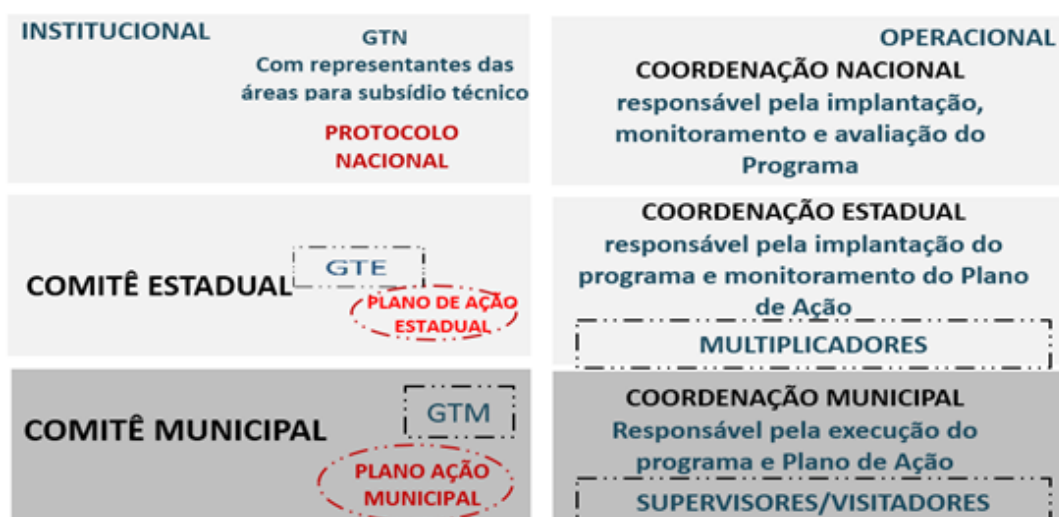 INSTITUCIONAL
GTN
Com representantes das
áreas para subsídio técnico
PROTOCOLO
NACIONAL
OPERACIONAL
COORDENAÇÃO NACIONAL
responsável pela implantação,
monitoramento e avaliação do
Programa
COMITÊ ESTADUAL
GTE
PLANO DE AÇÃO
ESTADUAL
COORDENAÇÃO ESTADUAL
responsável pela implantação do
programa e monitoramento do Plano
de Ação
MULTIPLICADORES
COMITÊ MUNICIPAL
GTM
PLANO AÇÃO
MUNICIPAL
COORDENAÇÃO MUNICIPAL
Responsável pela execução do
programa e Plano de Ação
SUPERVISORES/VISITADORES